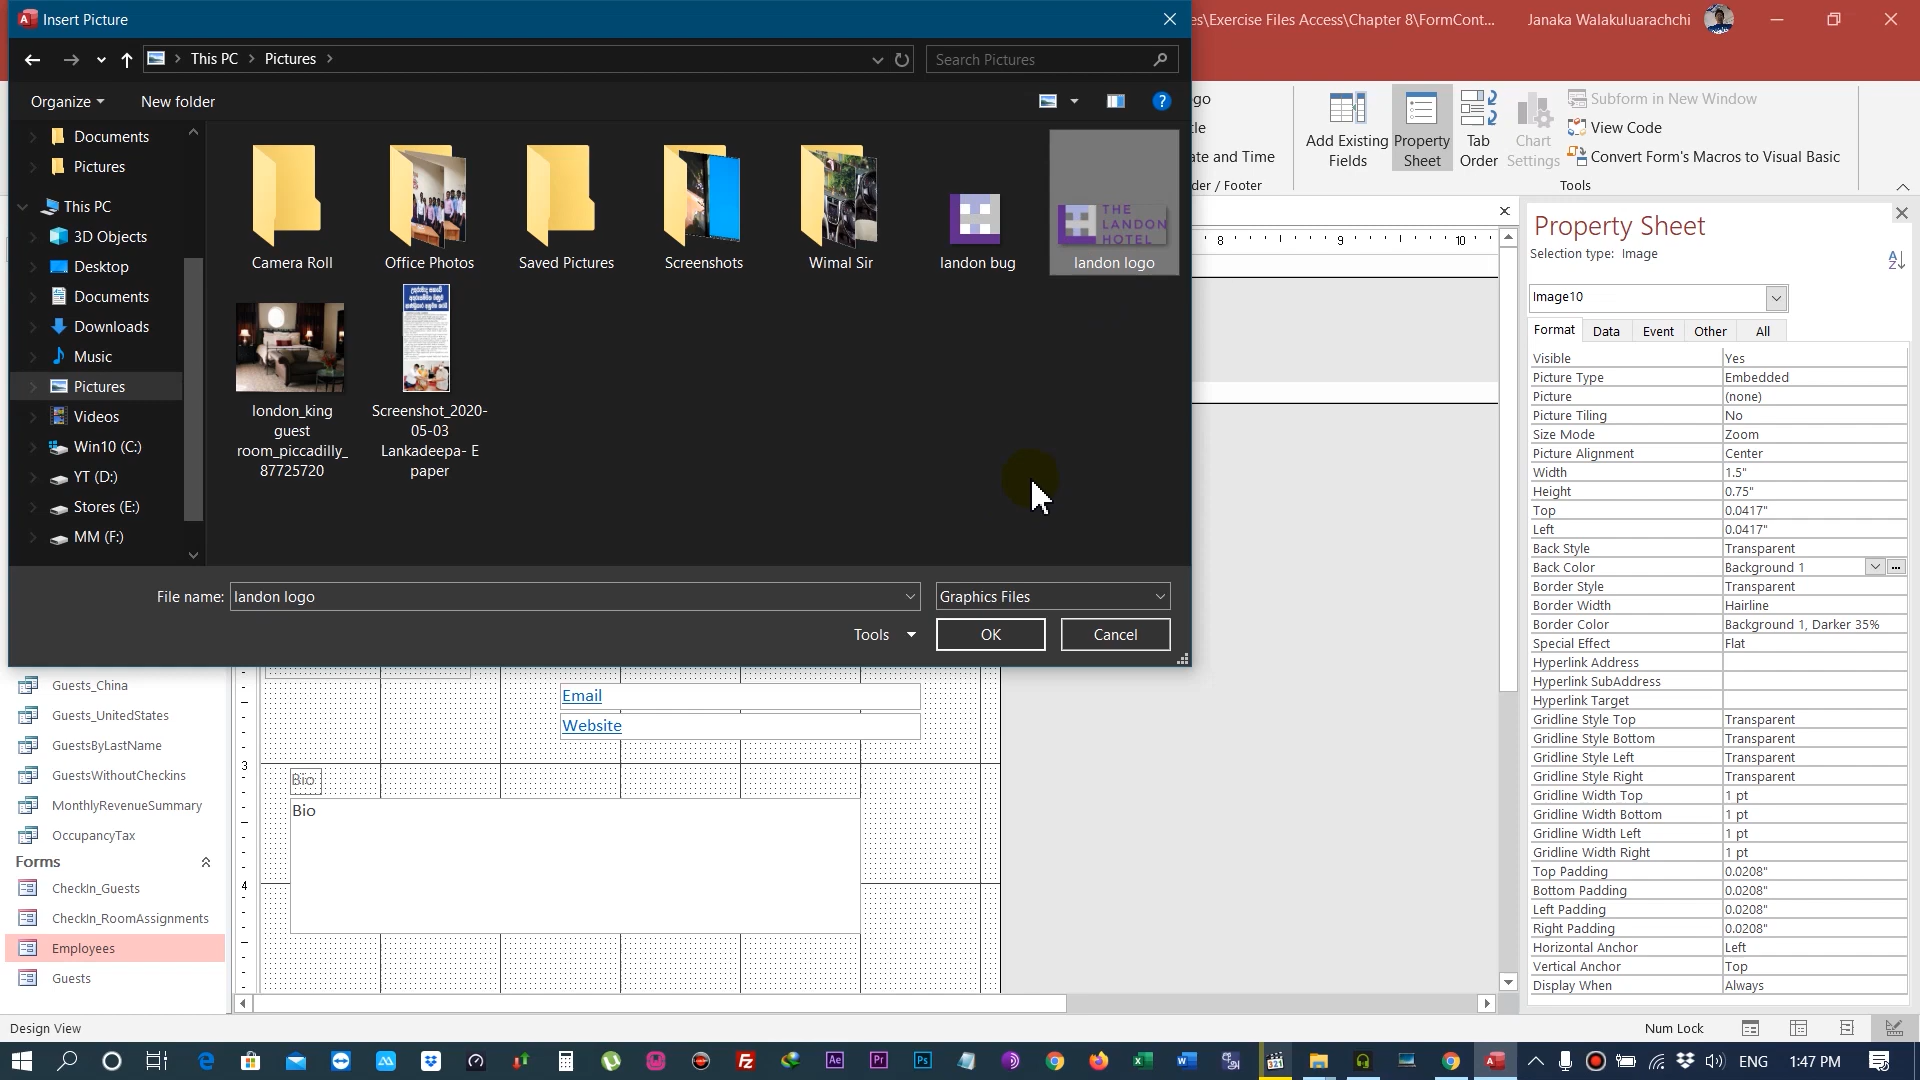 Insert Picture
es\Exercise Files Access\Chapter 8\FormCont...
Janaka Walakuluarachchi
This PC
Pictures
Search Pictures
Organize
New folder
Documents
Pictures
This PC
3D Objects
Desktop
Documents
Downloads
Music
Pictures
Videos
Win10 (C:)
YT (D:)
Stores (E:)
MM (F:)
Camera Roll
Office Photos
Saved Pictures
Screenshots
Wimal Sir
landon bug
THE
LANDON
HOTEL
landon logo
london_king
guest
room_piccadilly_
87725720
Screenshot_2020-
05-03
Lankadeepa- E
paper
File name:
landon logo
Graphics Files
Tools
OK
Cancel
go
tle
ate and Time
der / Footer
Add Existing
Fields
Property
Sheet
Tab
Order
Chart
Settings
Subform in New Window
View Code
Convert Form's Macros to Visual Basic
Tools
8
9
10
Property Sheet
Selection type: Image
Image10
Format
Data
Event
Other
All
Visible Yes
Picture Type Embedded
Picture (none)
Picture Tiling No
Size Mode Zoom
Picture Alignment Center
Width 1.5"
Height 0.75"
Top 0.0417"
Left 0.0417"
Back Style Transparent
Back Color Background 1
Border Style Transparent
Border Width Hairline
Border Color Background 1, Darker 35%
Special Effect Flat
Hyperlink Address
Hyperlink SubAddress
Hyperlink Target
Gridline Style Top Transparent
Gridline Style Bottom Transparent
Gridline Style Left Transparent
Gridline Style Right Transparent
Gridline Width Top 1 pt
Gridline Width Bottom 1 pt
Gridline Width Left 1 pt
Gridline Width Right 1 pt
Top Padding 0.0208"
Bottom Padding 0.0208"
Left Padding 0.0208"
Right Padding 0.0208"
Horizontal Anchor Left
Vertical Anchor Top
Display When Always
Guests_China
Guests_UnitedStates
GuestsByLastName
GuestsWithoutCheckins
MonthlyRevenueSummary
OccupancyTax
Forms
CheckIn_Guests
CheckIn_RoomAssignments
Employees
Guests
Email
Website
3
Bio
Bio
4
Design View
Num Lock
ENG
1:47 PM